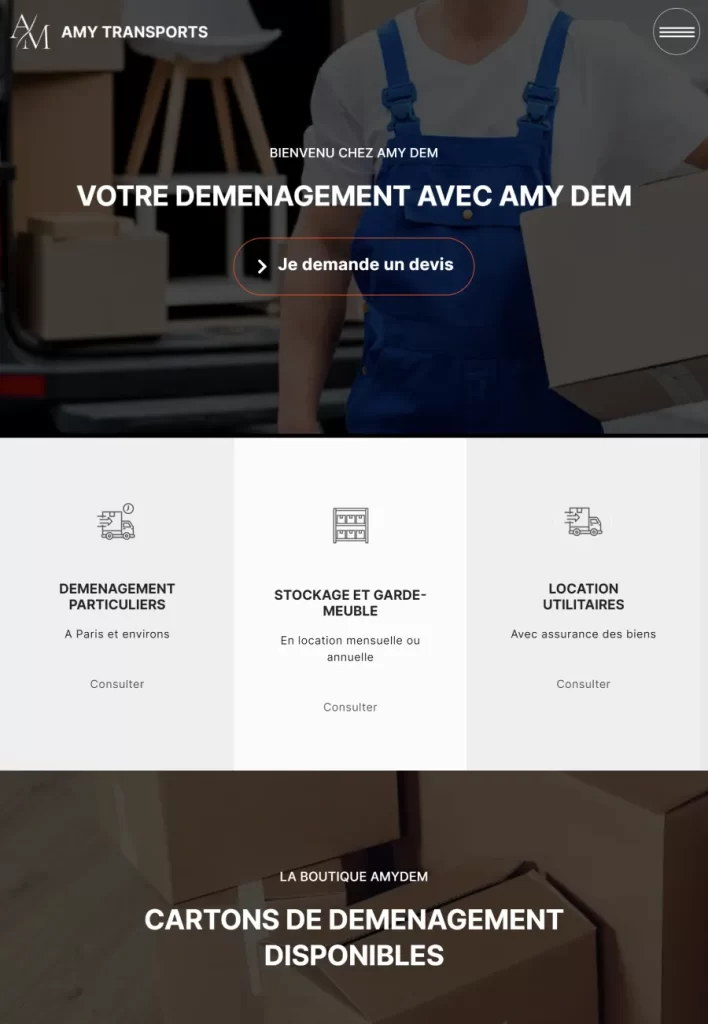 AM AMY TRANSPORTS
BIENVENU CHEZ AMY DEM
VOTRE DEMENAGEMENT AVEC AMY DEM
Je demande un devis
DEMENAGEMENT
PARTICULIERS
A Paris et environs
Consulter
STOCKAGE ET GARDE-
MEUBLE
En location mensuelle ou
annuelle
Consulter
LOCATION
UTILITAIRES
Avec assurance des biens
Consulter
LA BOUTIQUE AMYDEM
CARTONS DE DEMENAGEMENT
DISPONIBLES